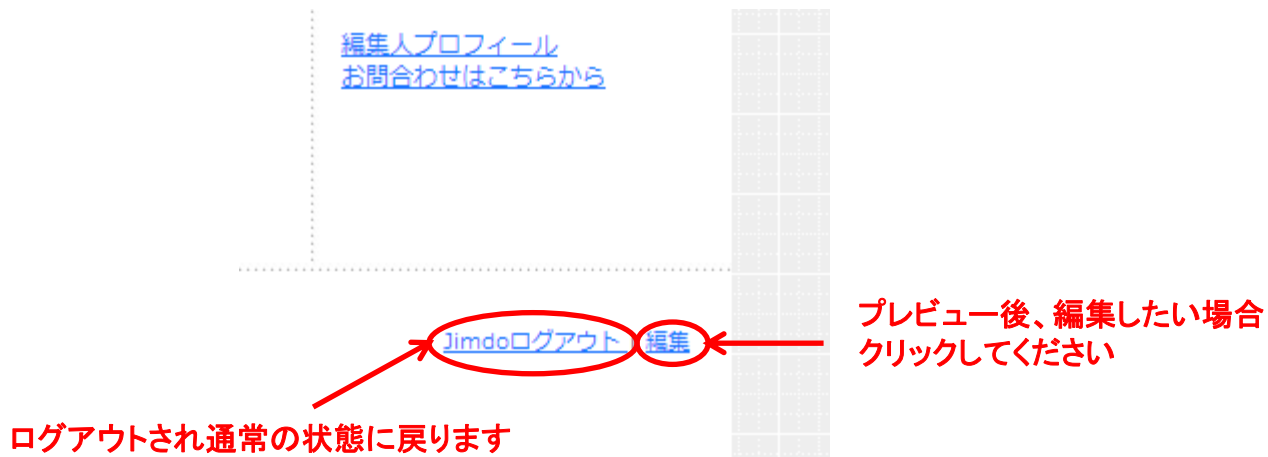 編集人プロフィール
お問合わせはこちらから
プレビュー後、編集したい場合
クリックしてください
Jimdoログアウト 編集
ログアウトされ通常の状態に戻ります